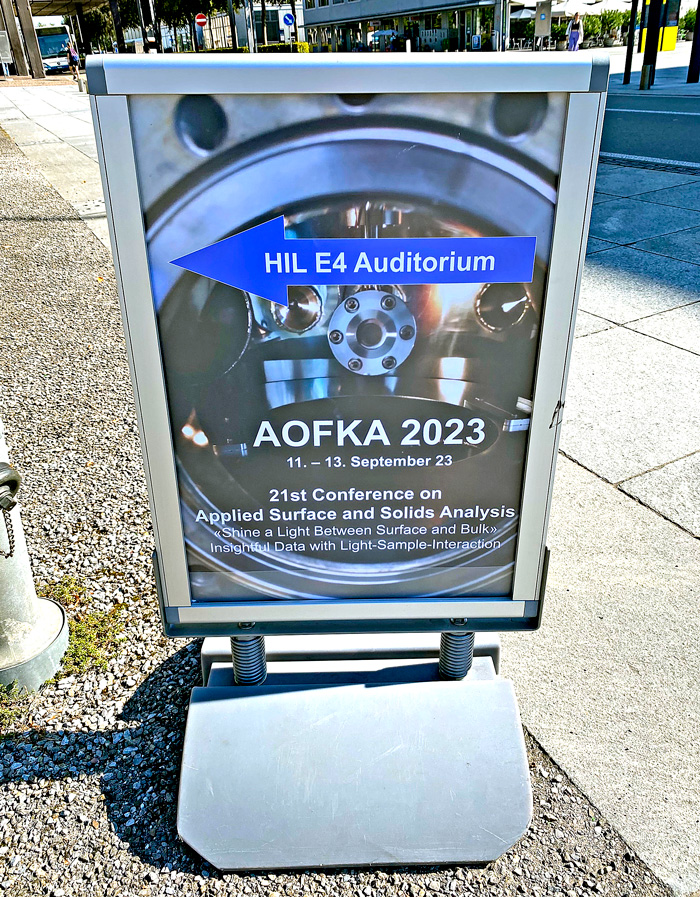 HIL E4 Auditorium
AOFKA 2023
11. – 13. September 23
21st Conference on
Applied Surface and Solids Analysis
«Shine a Light Between Surface and Bulk»
Insightful Data with Light-Sample-Interaction